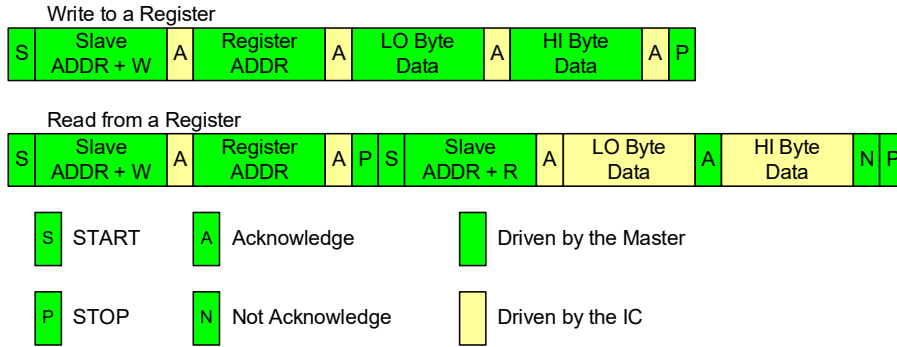 Write to a Register
S Slave ADDR + W A Register ADDR A LO Byte Data A HI Byte Data A P
Read from a Register
S Slave ADDR + W A Register ADDR A P S Slave ADDR + R A LO Byte Data A HI Byte Data N P
S START A Acknowledge Driven by the Master
P STOP N Not Acknowledge Driven by the IC